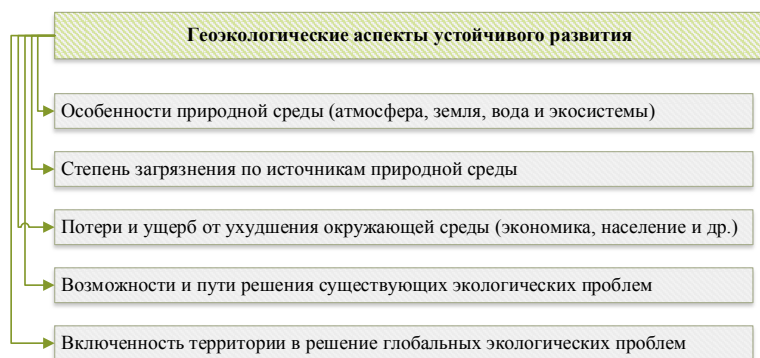 Геоэкологические аспекты устойчивого развития
Особенности природной среды (атмосфера, земля, вода и экосистемы)
Степень загрязнения по источникам природной среды
Потери и ущерб от ухудшения окружающей среды (экономика, население и др.)
Возможности и пути решения существующих экологических проблем
Включенность территории в решение глобальных экологических проблем